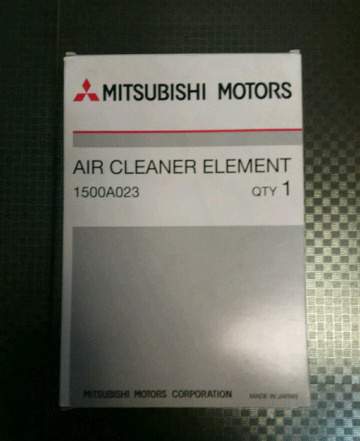 MITSUBISHI MOTORS
AIR CLEANER ELEMENT
1500A023 QTY 1
MITSUBISHI MOTORS CORPORATION MADE IN JAPAN